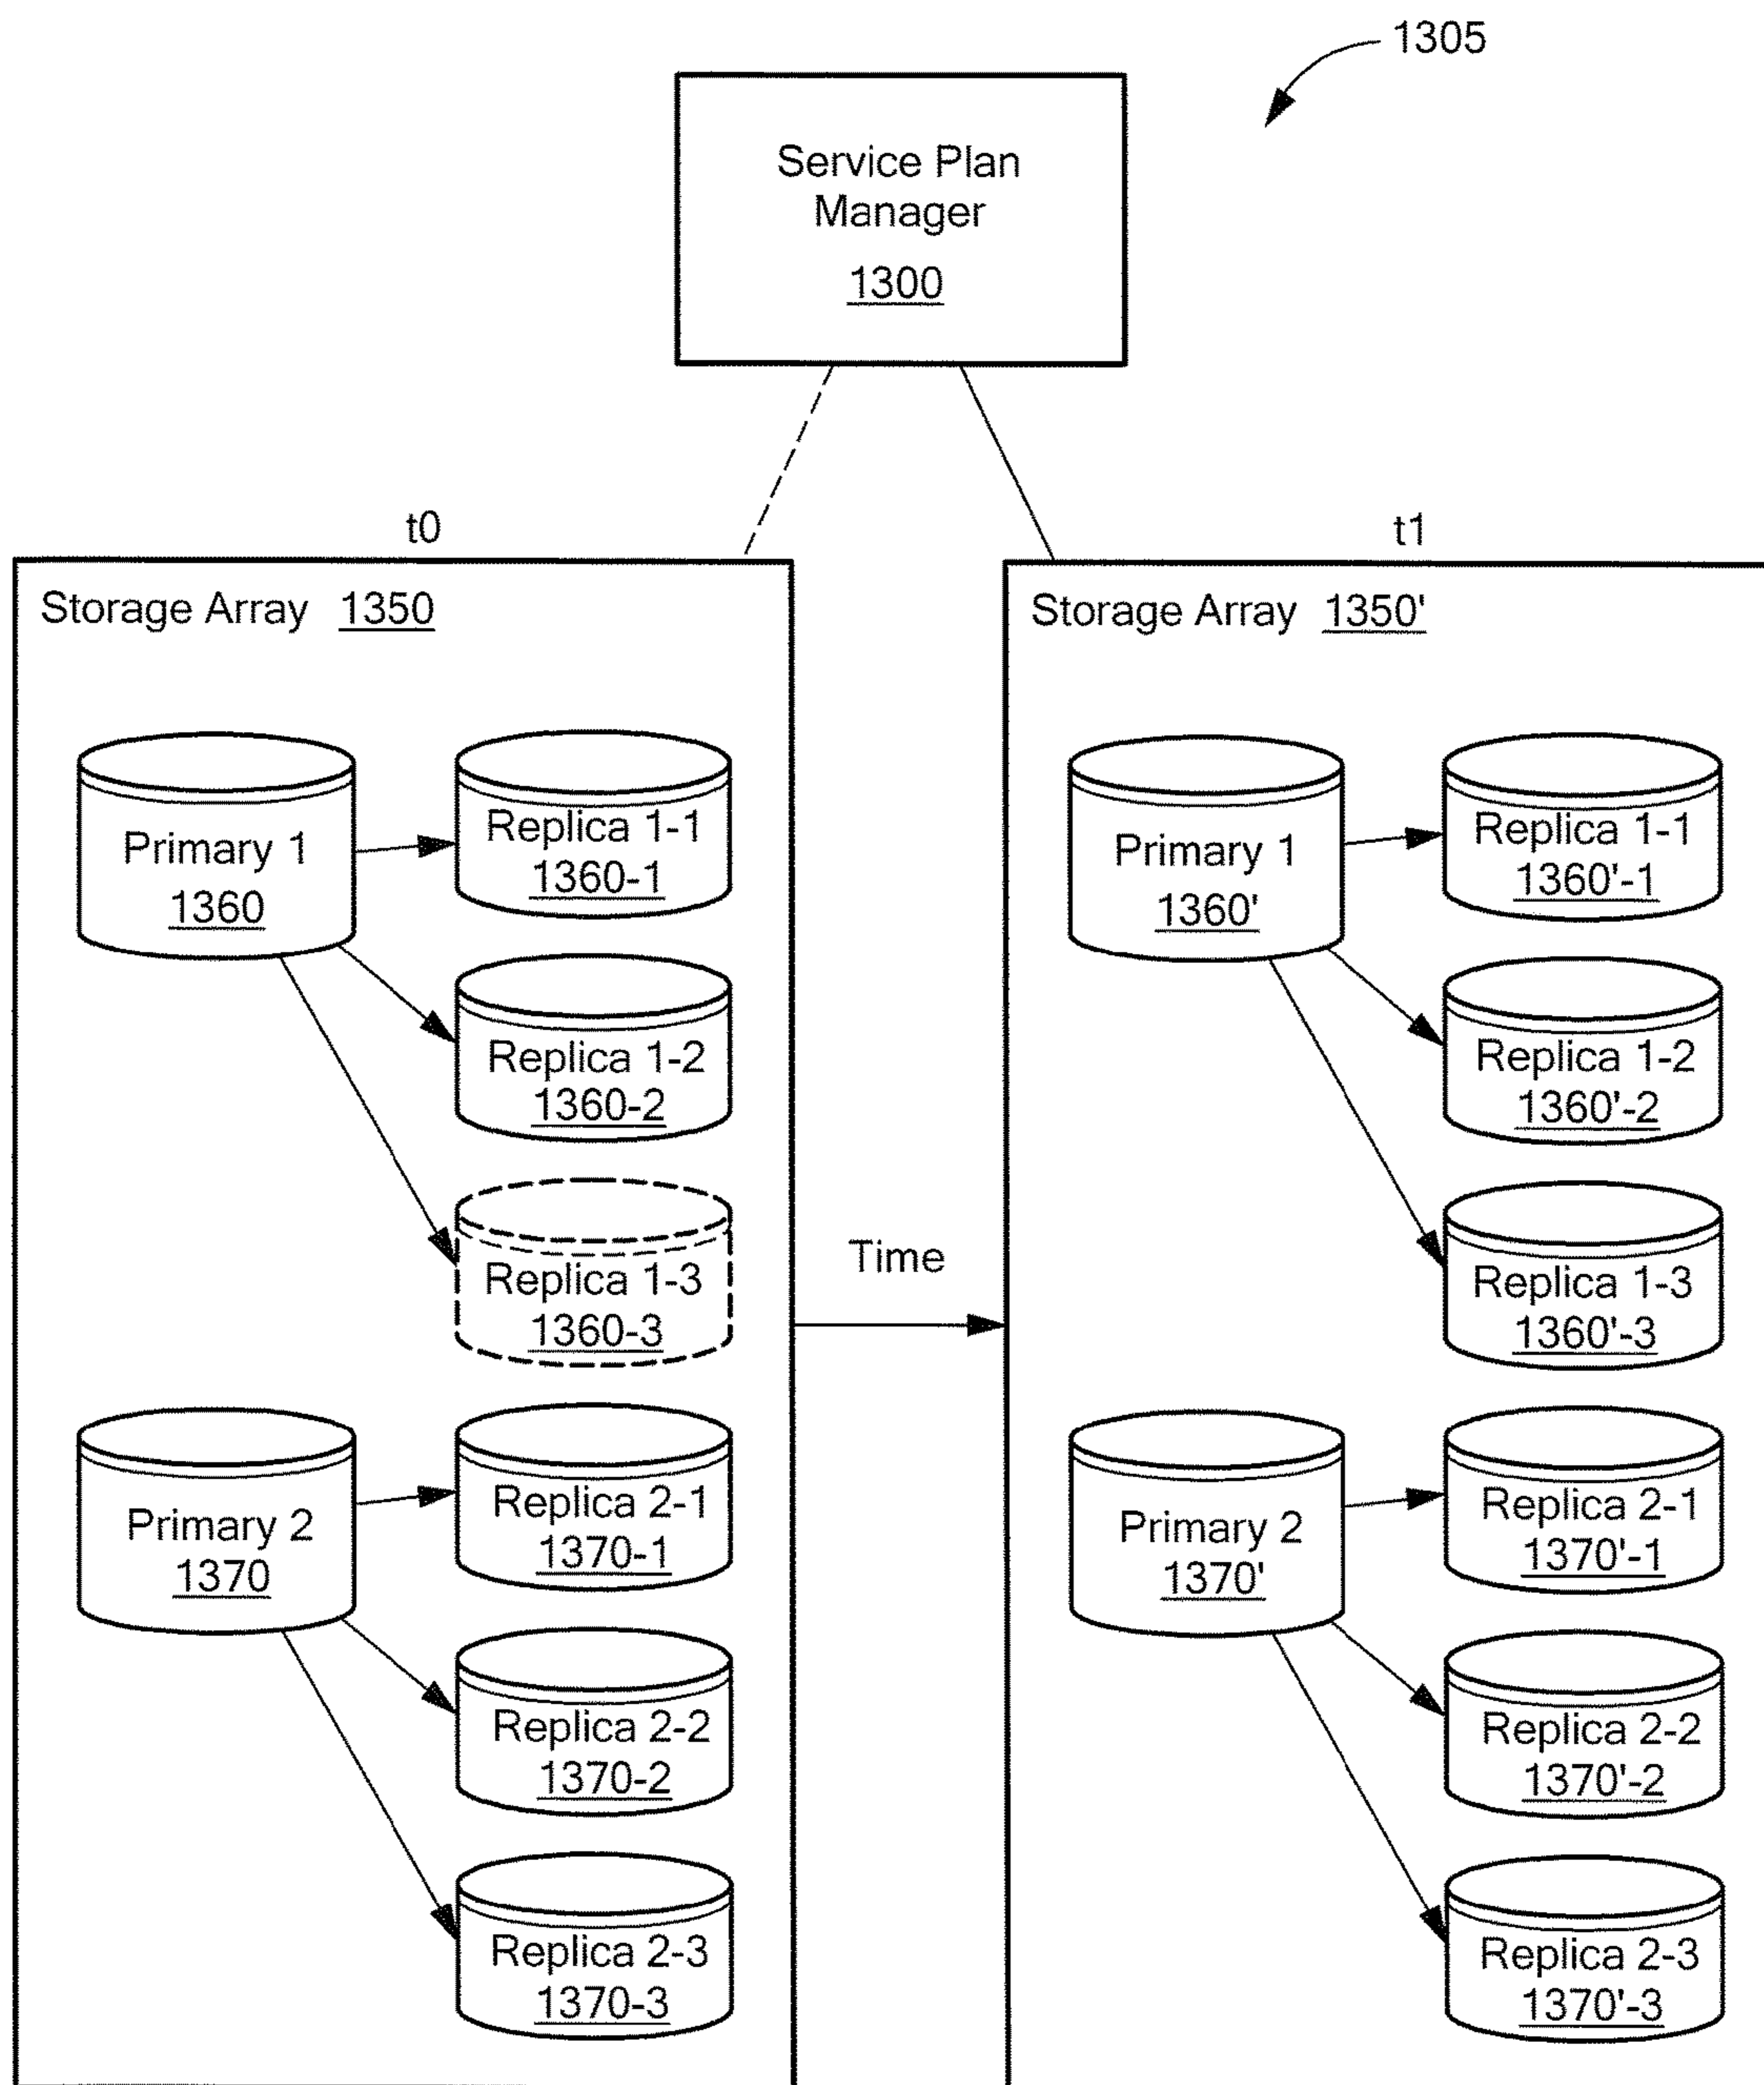 1305
Service Plan
Manager
1300
t0
t1
Storage Array 1350
Storage Array 1350'
Primary 1
1360
Replica 1-1
1360-1
Replica 1-2
1360-2
Replica 1-3
1360-3
Primary 2
1370
Replica 2-1
1370-1
Replica 2-2
1370-2
Replica 2-3
1370-3
Time
Primary 1
1360'
Replica 1-1
1360'-1
Replica 1-2
1360'-2
Replica 1-3
1360'-3
Primary 2
1370'
Replica 2-1
1370'-1
Replica 2-2
1370'-2
Replica 2-3
1370'-3